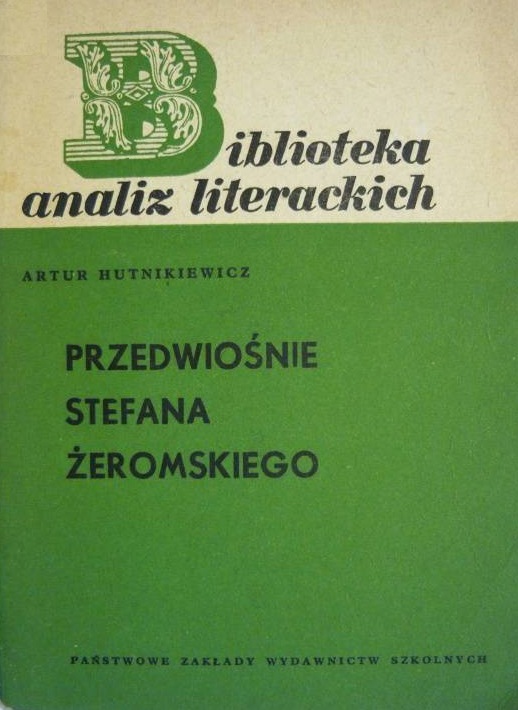 Biblioteka
analiz literackich
ARTUR HUTNIKIEWICZ
PRZEDWIOŚNIE
STEFANA
ŻEROMSKIEGO
PAŃSTWOWE ZAKŁADY WYDAWNICTW SZKOLNYCH